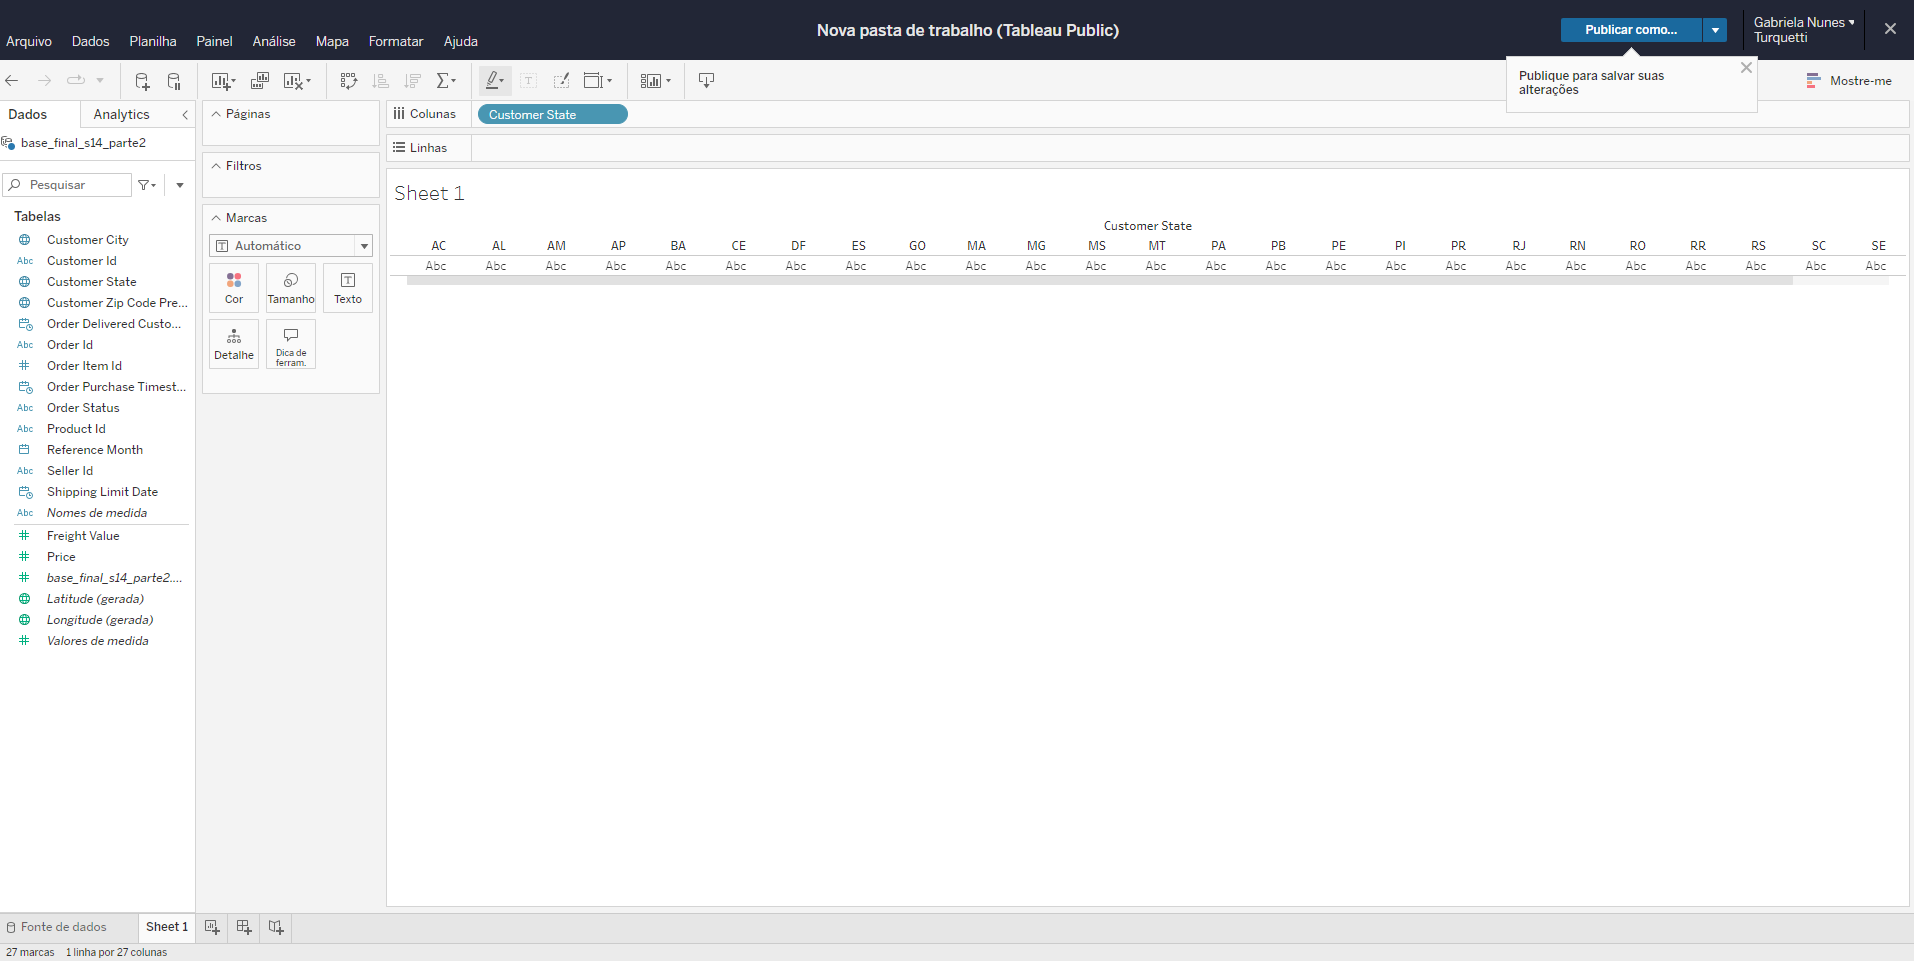 Nova pasta de trabalho (Tableau Public)
Publicar como...
Gabriela Nunes
Turquetti
Arquivo Dados Planilha Painel Análise Mapa Formatar Ajuda
Publique para salvar suas
alterações
Mostre-me
Dados Analytics
base_final_s14_parte2
Pesquisar
Tabelas
Customer City
Abc Customer Id
Customer State
Customer Zip Code Pre...
Order Delivered Custo...
Abc Order Id
Order Item Id
Order Purchase Timest...
Abc Order Status
Abc Product Id
Reference Month
Abc Seller Id
Shipping Limit Date
Abc Nomes de medida
Freight Value
Price
base_final_s14_parte2....
Latitude (gerada)
Longitude (gerada)
Valores de medida
Páginas
Filtros
Marcas
T Automático
Cor Tamanho Texto
Detalhe Dica de
ferram.
Colunas Customer State
Linhas
Sheet 1
Customer State
AC AL AM AP BA CE DF ES GO MA MG MS MT PA PB PE PI PR RJ RN RO RR RS SC SE
Abc Abc Abc Abc Abc Abc Abc Abc Abc Abc Abc Abc Abc Abc Abc Abc Abc Abc Abc Abc Abc Abc Abc Abc Abc
Fonte de dados Sheet 1
27 marcas 1 linha por 27 colunas